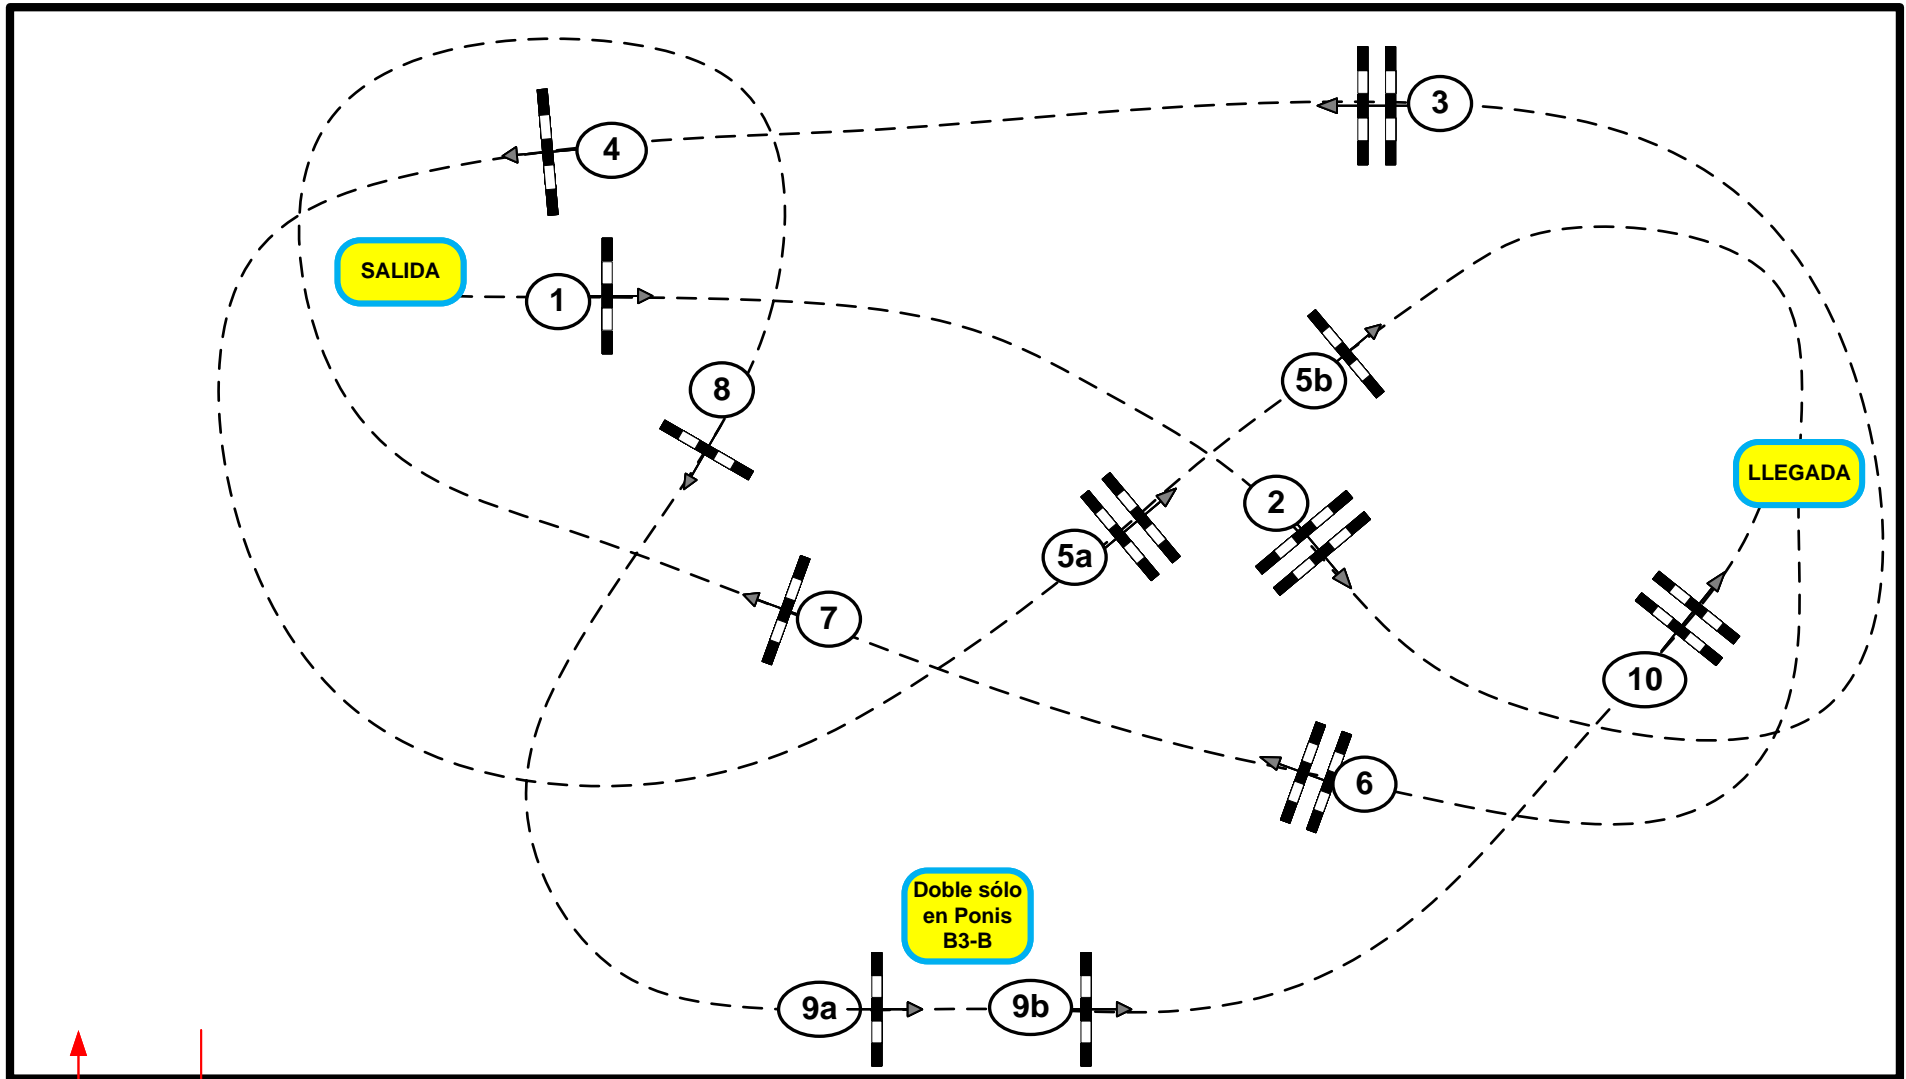 3
4
SALIDA
1
8
5b
LLEGADA
2
5a
7
10
6
Doble sólo
en Ponis
B3-B
9a
9b